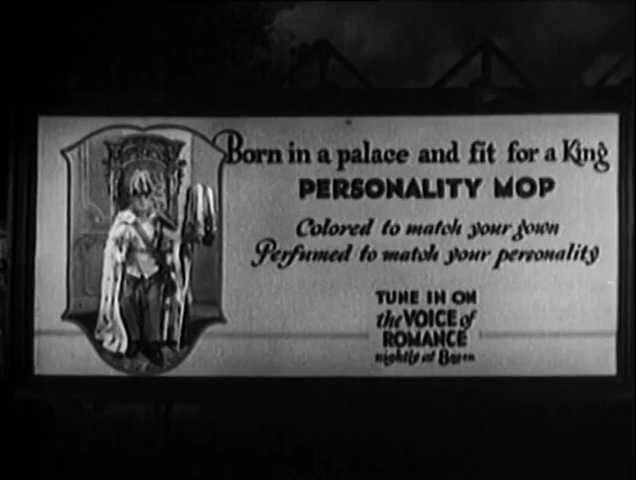 Born in a palace and fit for a King
PERSONALITY MOP
Colored to match your gown
Perfumed to match your personality
TUNE IN ON
the VOICE of
ROMANCE
nightly at